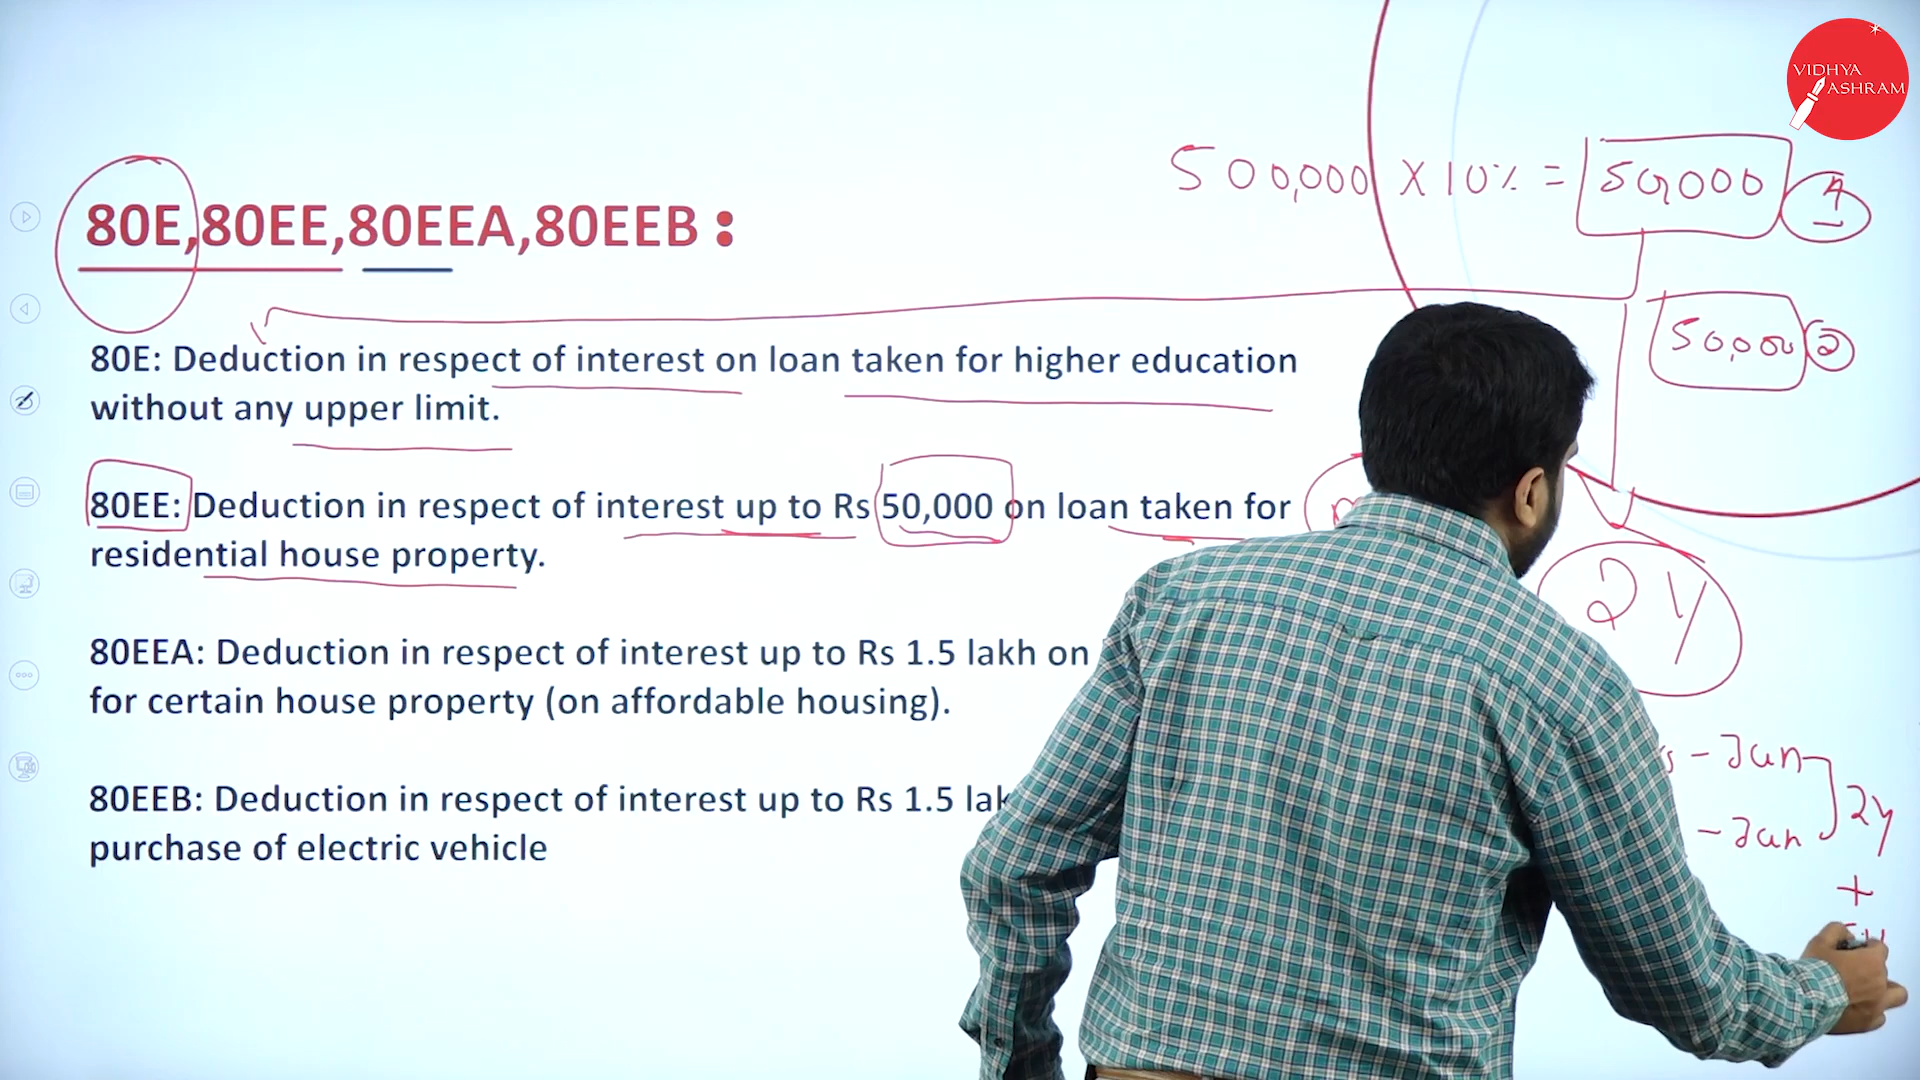 VIDHYA
ASHRAM
500,000 X 10% = 50,000
50,000 2
80E,80EE,80EEA,80EEB :
80E: Deduction in respect of interest on loan taken for higher education
without any upper limit.
80EE: Deduction in respect of interest up to Rs 50,000 on loan taken for
residential house property.
2Y
80EEA: Deduction in respect of interest up to Rs 1.5 lakh on
for certain house property (on affordable housing).
- Jan
2y
- Jan
80EEB: Deduction in respect of interest up to Rs 1.5
purchase of electric vehicle
+